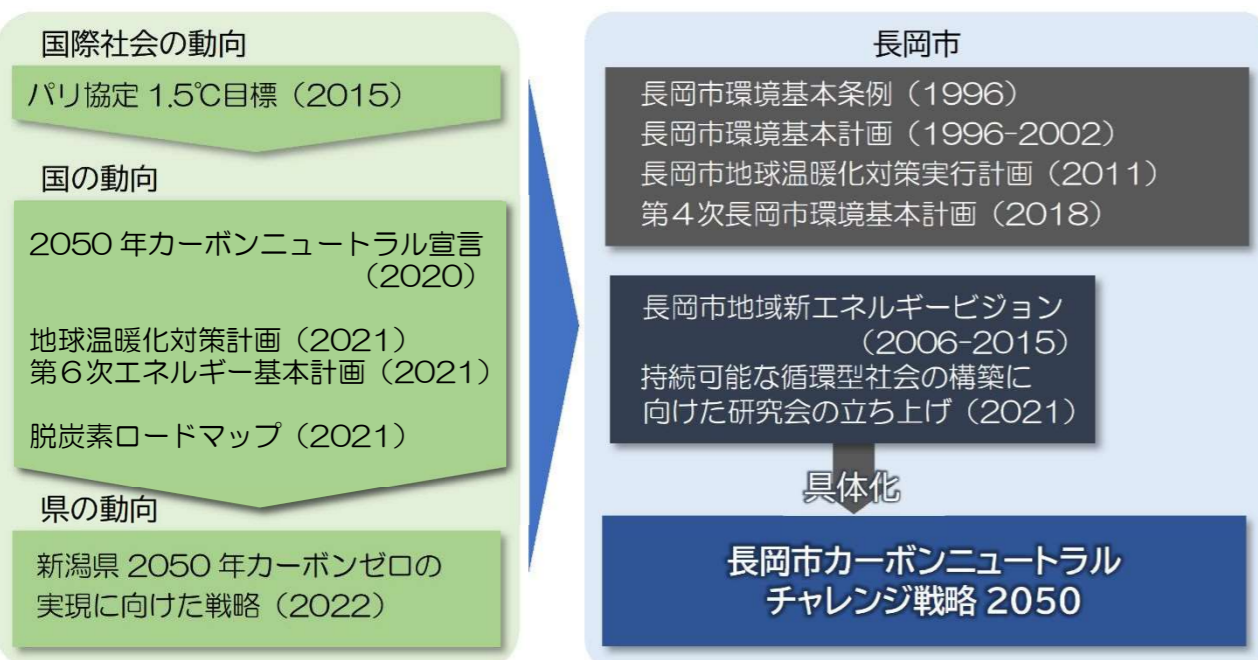 国際社会の動向
パリ協定 1.5℃目標（2015）
国の動向
2050 年カーボンニュートラル宣言
（2020）
地球温暖化対策計画（2021）
第６次エネルギー基本計画（2021）
脱炭素ロードマップ（2021）
県の動向
新潟県 2050 年カーボンゼロの
実現に向けた戦略（2022）
長岡市
長岡市環境基本条例（1996）
長岡市環境基本計画（1996-2002）
長岡市地球温暖化対策実行計画（2011）
第４次長岡市環境基本計画（2018）
長岡市地域新エネルギービジョン
（2006-2015）
持続可能な循環型社会の構築に
向けた研究会の立ち上げ（2021）
具体化
長岡市カーボンニュートラル
チャレンジ戦略 2050